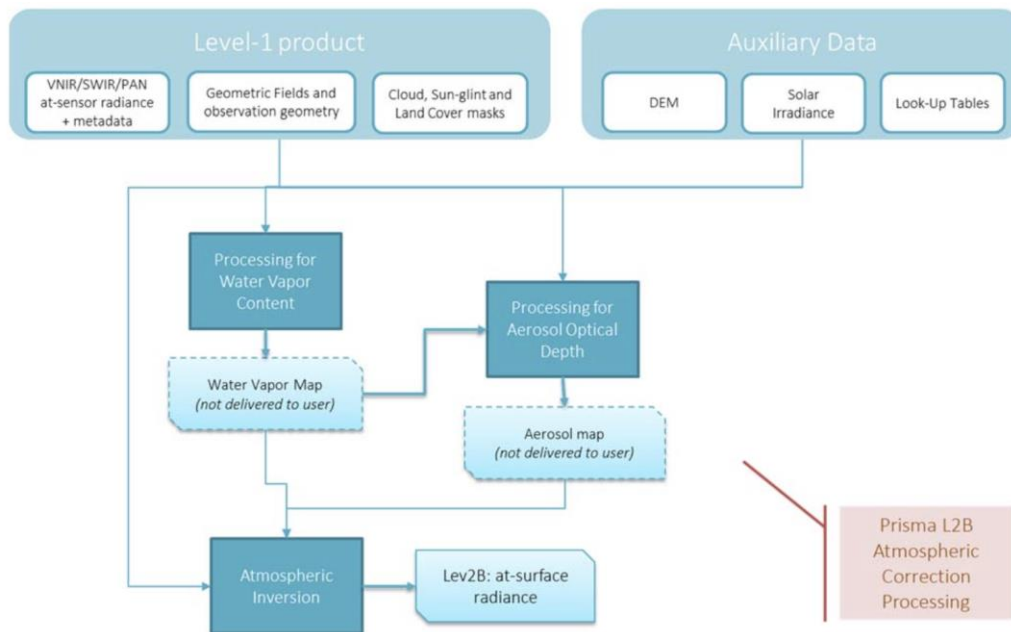 Level-1 product
Auxiliary Data
VNIR/SWIR/PAN
at-sensor radiance
+ metadata
Geometric Fields and
observation geometry
Cloud, Sun-glint and
Land Cover masks
DEM
Solar
Irradiance
Look-Up Tables
Processing for
Water Vapor
Content
Processing for
Aerosol Optical
Depth
Water Vapor Map
(not delivered to user)
Aerosol map
(not delivered to user)
Atmospheric
Inversion
Lev2B: at-surface
radiance
Prisma L2B
Atmospheric
Correction
Processing